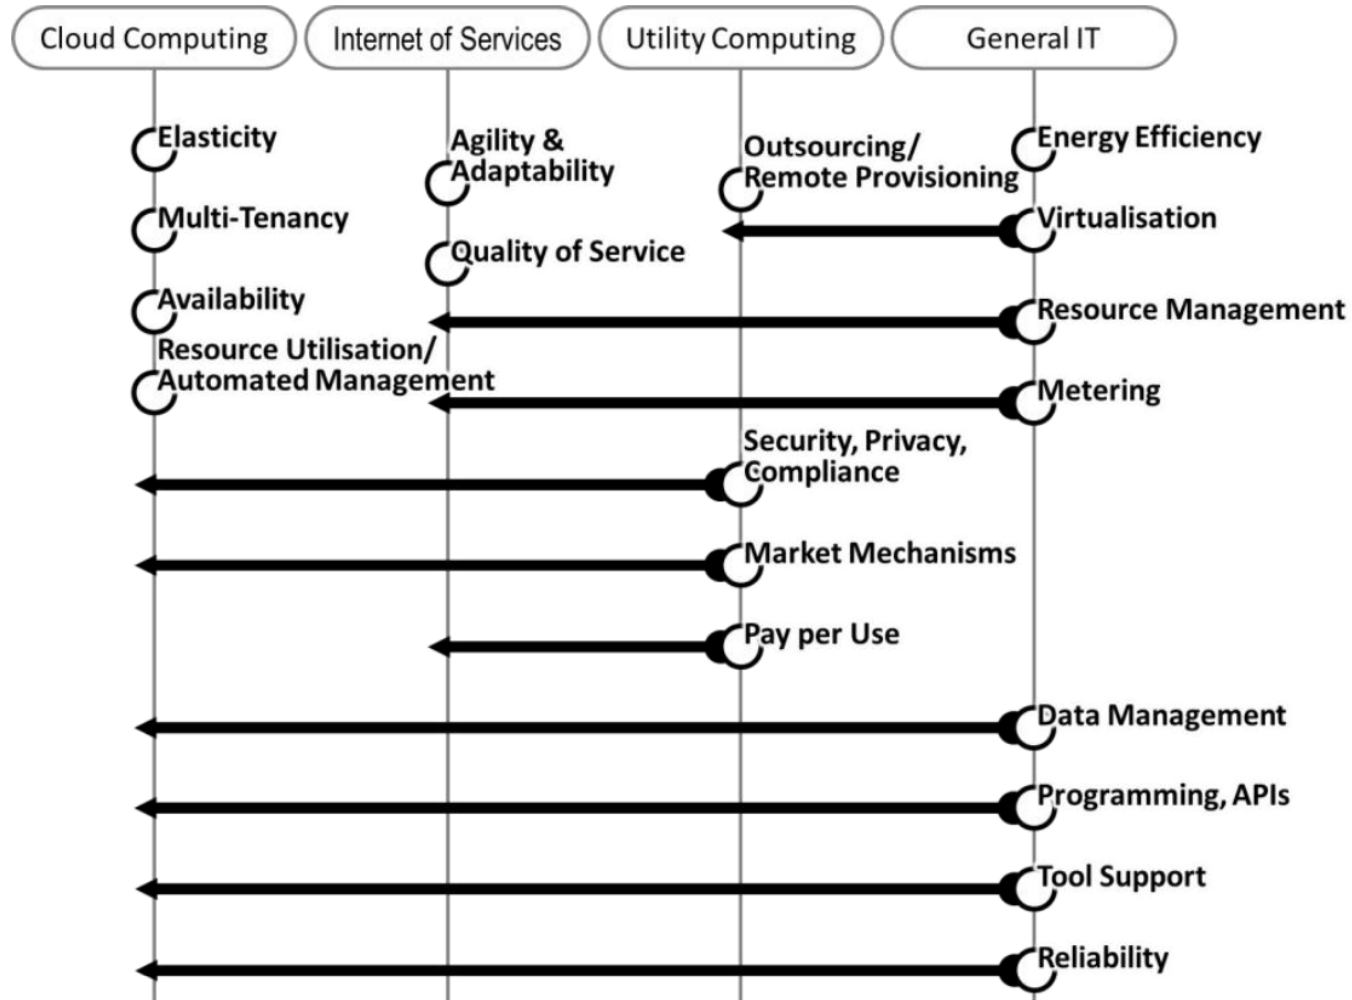 Cloud Computing
Internet of Services
Utility Computing
General IT
Elasticity
Agility &
Adaptability
Outsourcing/
Remote Provisioning
Energy Efficiency
Multi-Tenancy
Virtualisation
Quality of Service
Availability
Resource Management
Resource Utilisation/
Automated Management
Metering
Security, Privacy,
Compliance
Market Mechanisms
Pay per Use
Data Management
Programming, APIs
Tool Support
Reliability